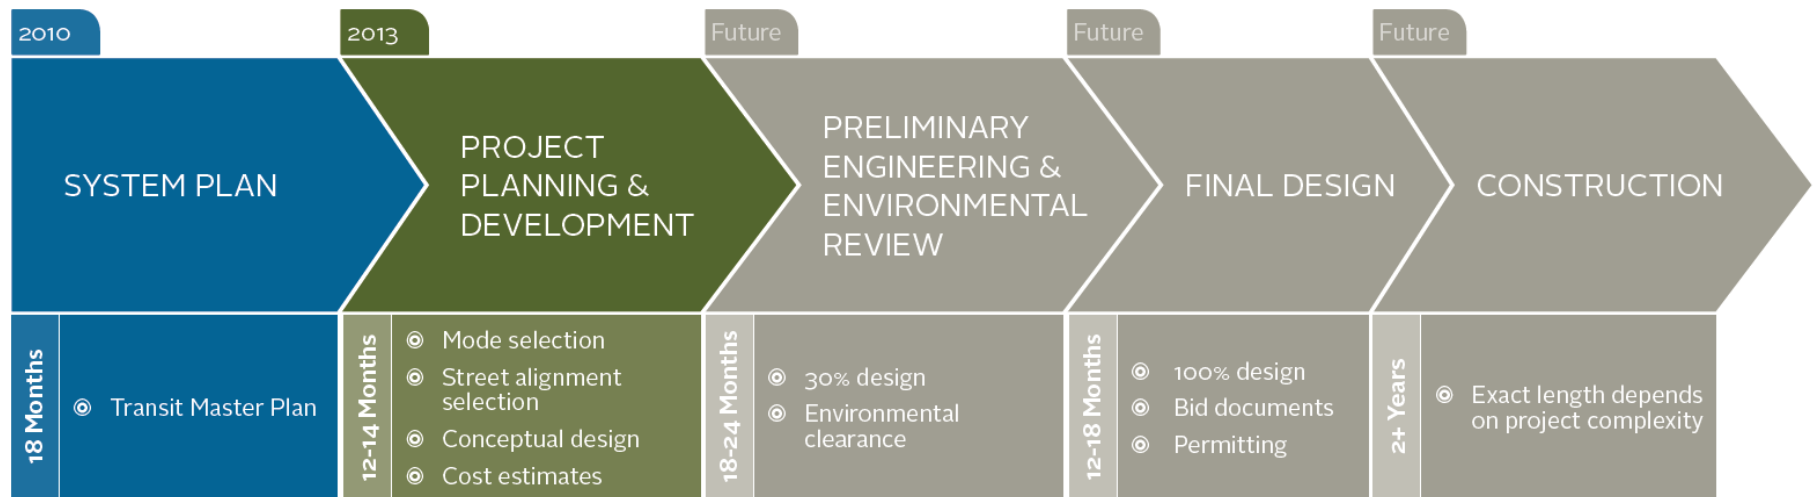 2010
SYSTEM PLAN
18 Months
Transit Master Plan
2013
PROJECT
PLANNING &
DEVELOPMENT
12-14 Months
Mode selection
Street alignment
selection
Conceptual design
Cost estimates
Future
PRELIMINARY
ENGINEERING &
ENVIRONMENTAL
REVIEW
18-24 Months
30% design
Environmental
clearance
Future
FINAL DESIGN
12-18 Months
100% design
Bid documents
Permitting
Future
CONSTRUCTION
2+ Years
Exact length depends
on project complexity